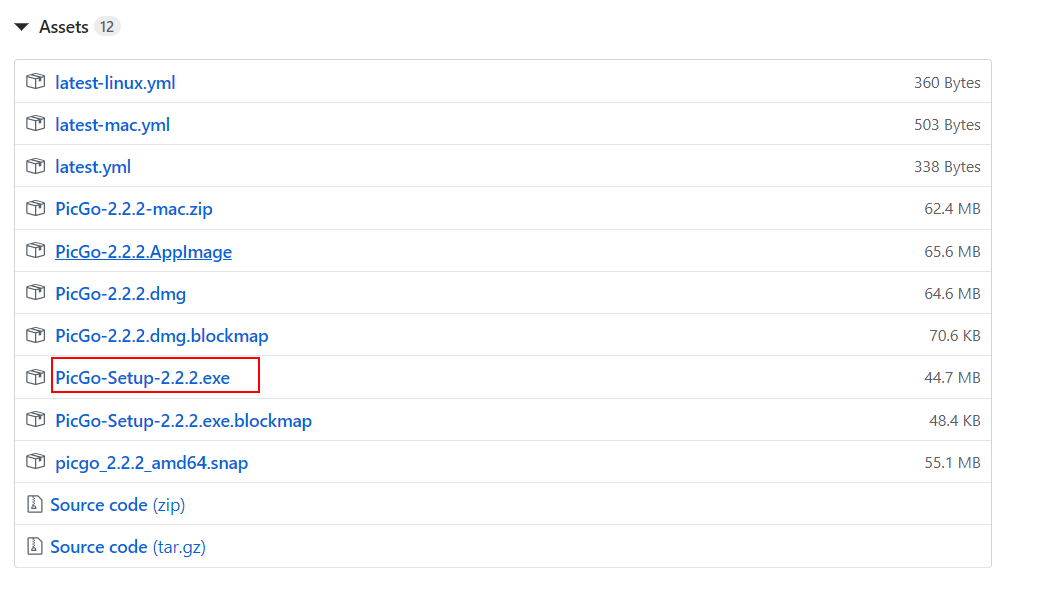 Assets 12
latest-linux.yml 360 Bytes
latest-mac.yml 503 Bytes
latest.yml 338 Bytes
PicGo-2.2.2-mac.zip 62.4 MB
PicGo-2.2.2.AppImage 65.6 MB
PicGo-2.2.2.dmg 64.6 MB
PicGo-2.2.2.dmg.blockmap 70.6 KB
PicGo-Setup-2.2.2.exe 44.7 MB
PicGo-Setup-2.2.2.exe.blockmap 48.4 KB
picgo_2.2.2_amd64.snap 55.1 MB
Source code (zip)
Source code (tar.gz)